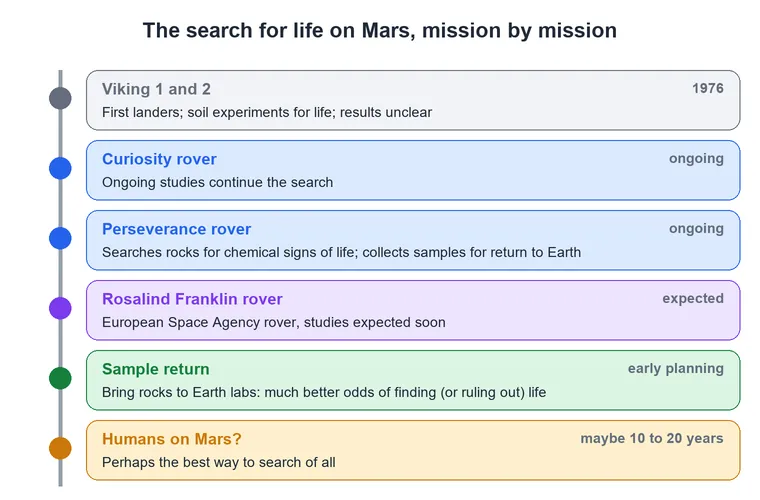 The search for life on Mars, mission by mission
Viking 1 and 2
1976
First landers; soil experiments for life; results unclear
Curiosity rover
ongoing
Ongoing studies continue the search
Perseverance rover
ongoing
Searches rocks for chemical signs of life; collects samples for return to Earth
Rosalind Franklin rover
expected
European Space Agency rover, studies expected soon
Sample return
early planning
Bring rocks to Earth labs: much better odds of finding (or ruling out) life
Humans on Mars?
maybe 10 to 20 years
Perhaps the best way to search of all